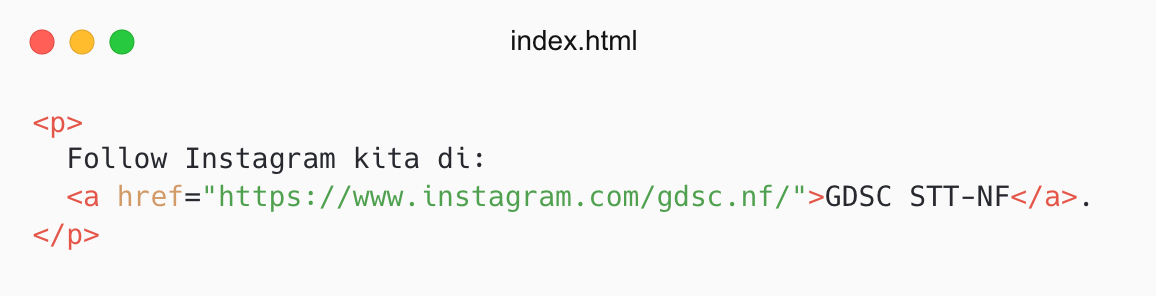 index.html
<p>
Follow Instagram kita di:
<a href="https://www.instagram.com/gdsc.nf/">GDSC STT-NF</a>.
</p>